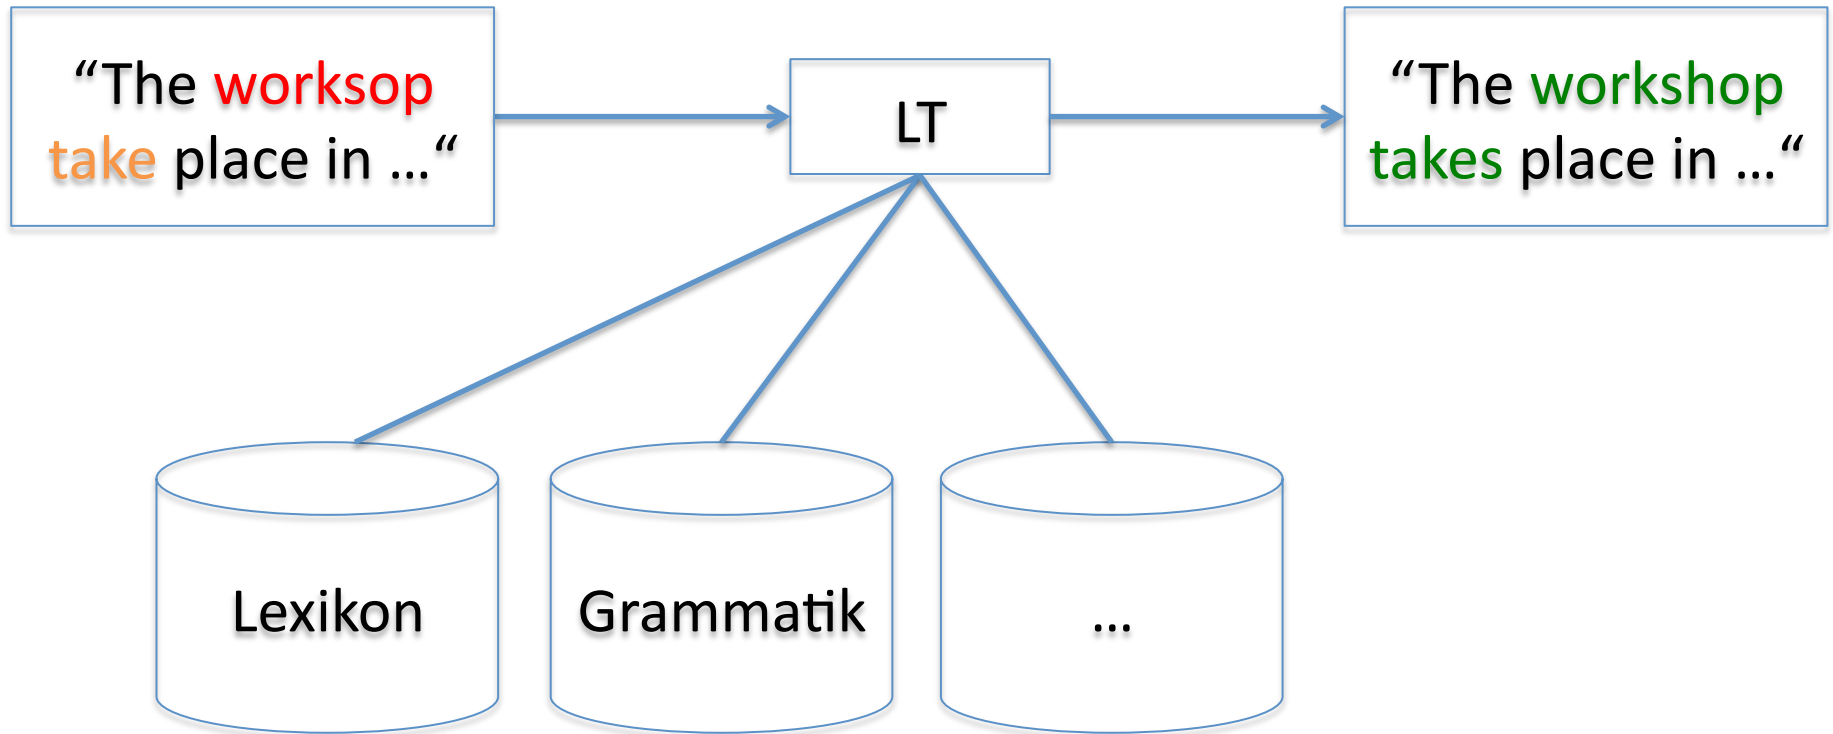 “The worksop
take place in ...“
LT
“The workshop
takes place in ...“
Lexikon
Grammatik
...